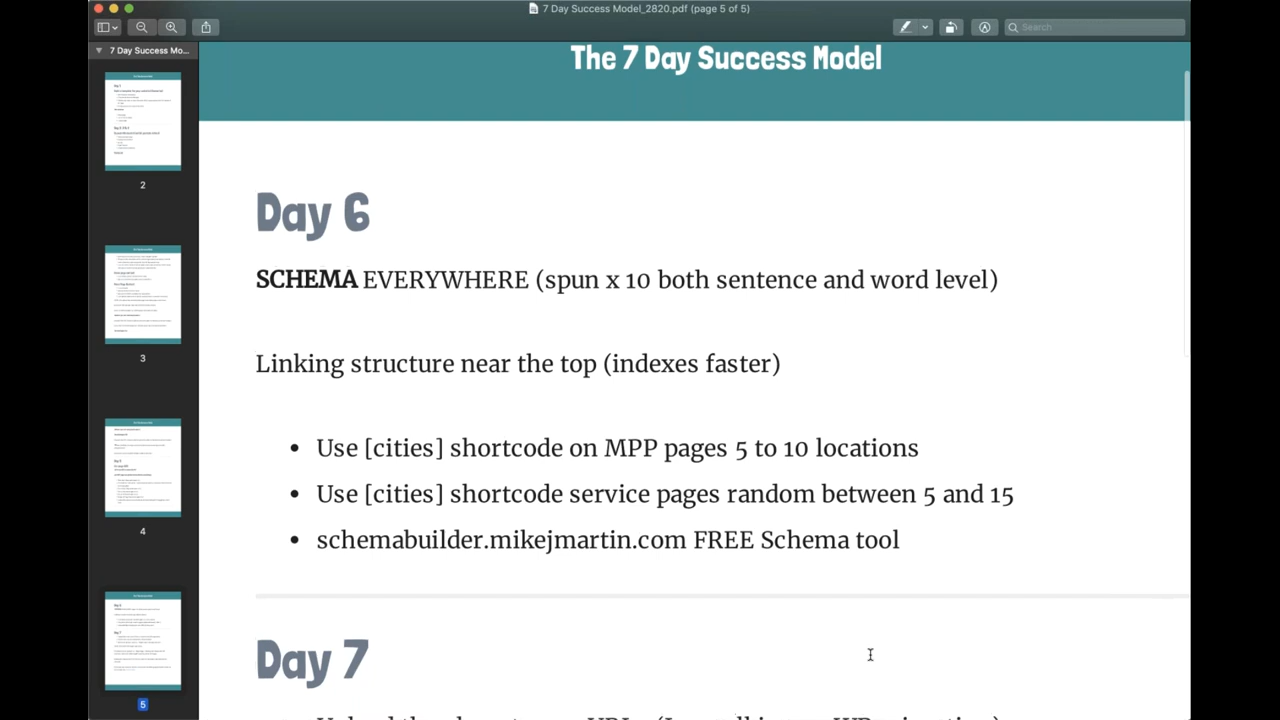 7 Day Success Model_2820.pdf (page 5 of 5)
Search
7 Day Success Mo...
2
3
4
5
The 7 Day Success Model
Day 6
SCHEMA EVERYWHERE (spun x 10 both sentence and word level)
Linking structure near the top (indexes faster)
• Use [cities] shortcode on MPP pages 5 to 10 locations
• Use [cities] shortcode service pages random between 5 and 15
• schemabuilder.mikejmartin.com FREE Schema tool
Day 7